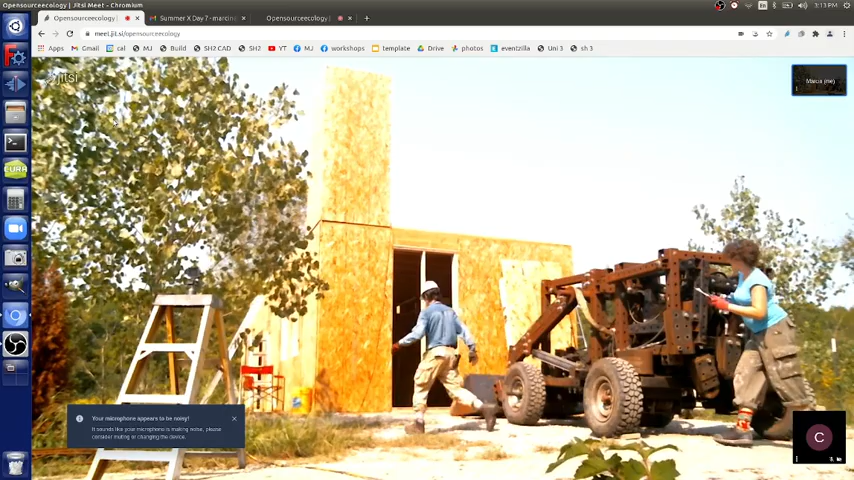 Opensourceecology | Jitsi Meet - Chromium
3:13 PM
Opensourceecology |
Summer X Day 7 - marcin
Opensourceecology |
meet.jit.si/opensourceecology
Apps Gmail cal MJ Build SH2 CAD SH2 YT MJ workshops template Drive photos eventzilla Uni 3 sh 3
jitsi
Marcin (me)
CURA
Your microphone appears to be noisy!
It sounds like your microphone is making noise, please
consider muting or changing the device.
C